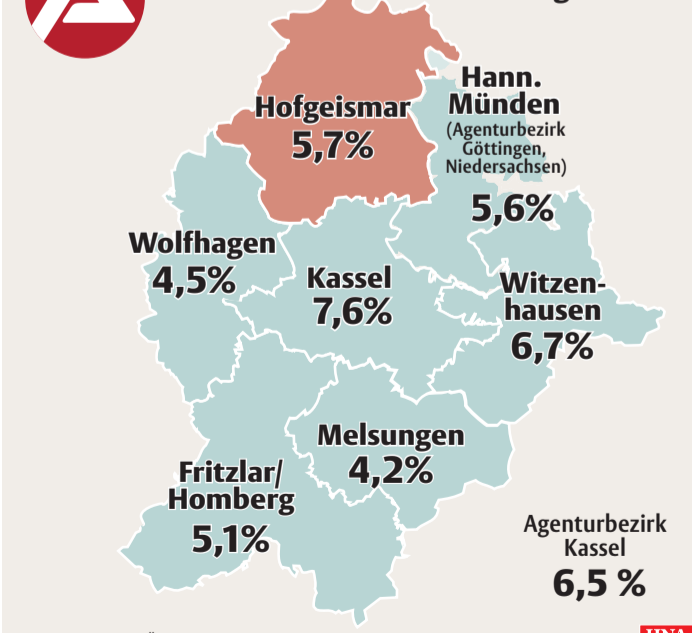 Hofgeismar
5,7%
Hann.
Münden
(Agenturbezirk
Göttingen,
Niedersachsen)
5,6%
Wolfhagen
4,5%
Kassel
7,6%
Witzen-
hausen
6,7%
Melsungen
4,2%
Fritzlar/
Homberg
5,1%
Agenturbezirk
Kassel
6,5 %
HNA